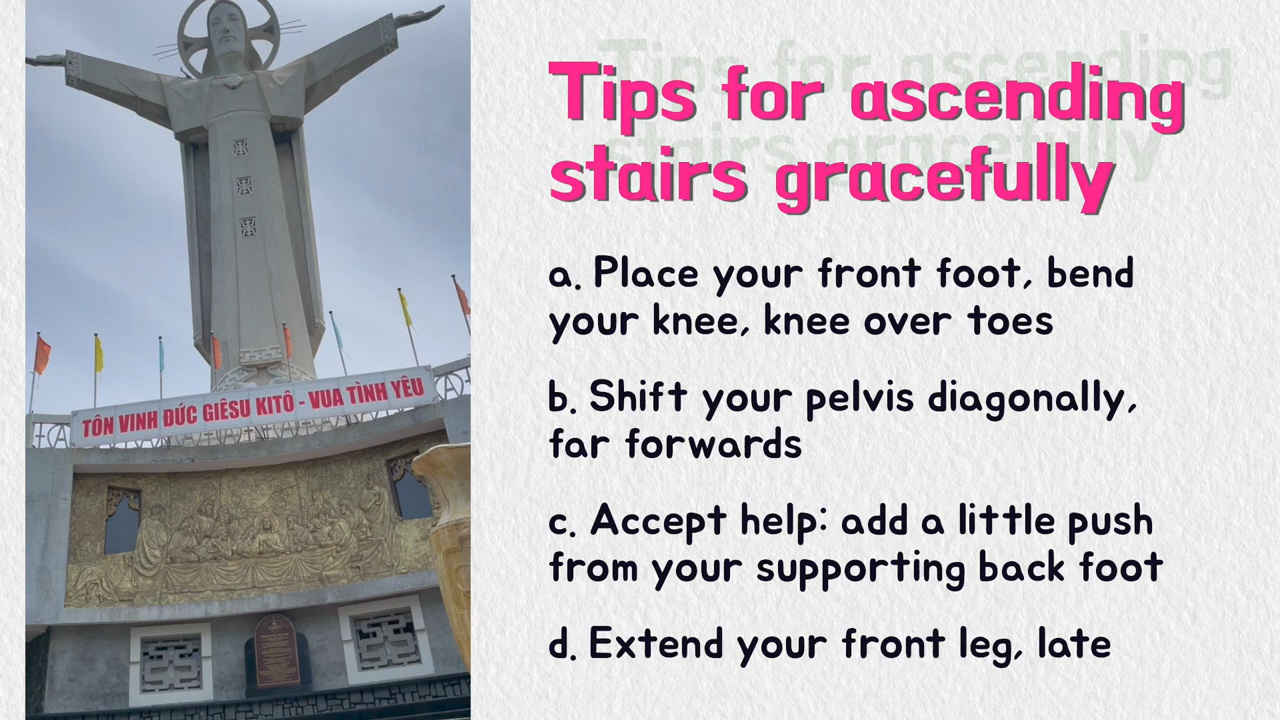 Tips for ascending
stairs gracefully
a. Place your front foot, bend
your knee, knee over toes
b. Shift your pelvis diagonally,
far forwards
c. Accept help: add a little push
from your supporting back foot
d. Extend your front leg, late
TÔN VINH ĐỨC GIÊSU KITÔ - VUA TÌNH YÊU